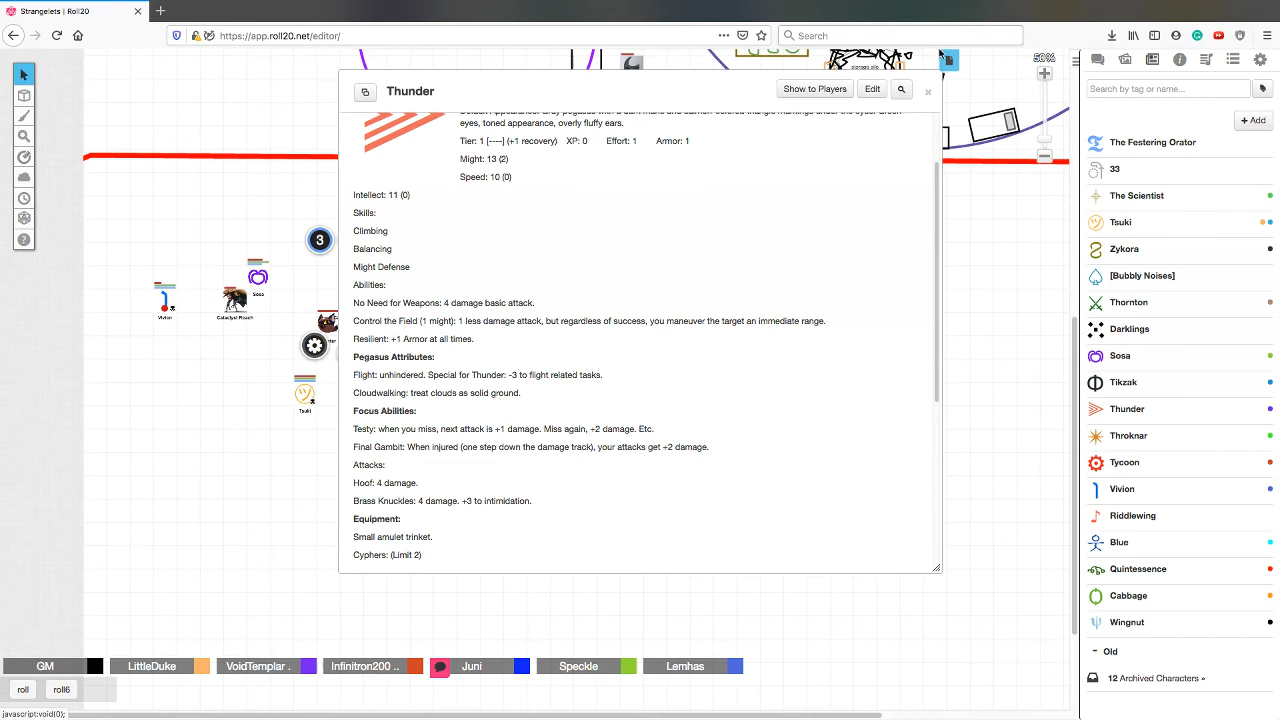 Strangelets | Roll20
https://app.roll20.net/editor/
Search
storage silo
58%
Thunder
Show to Players
Edit
eyes, toned appearance, overly fluffy ears.
Tier: 1 [----] (+1 recovery) XP: 0 Effort: 1 Armor: 1
Might: 13 (2)
Speed: 10 (0)
Intellect: 11 (0)
Skills:
Climbing
Balancing
Might Defense
Abilities:
No Need for Weapons: 4 damage basic attack.
Control the Field (1 might): 1 less damage attack, but regardless of success, you maneuver the target an immediate range.
Resilient: +1 Armor at all times.
Pegasus Attributes:
Flight: unhindered. Special for Thunder: -3 to flight related tasks.
Cloudwalking: treat clouds as solid ground.
Focus Abilities:
Testy: when you miss, next attack is +1 damage. Miss again, +2 damage. Etc.
Final Gambit: When injured (one step down the damage track), your attacks get +2 damage.
Attacks:
Hoof: 4 damage.
Brass Knuckles: 4 damage. +3 to intimidation.
Equipment:
Small amulet trinket.
Cyphers: (Limit 2)
3
Vivion
Cataclyst Roach
Sosa
Tsuki
Search by tag or name...
+ Add
The Festering Orator
33
The Scientist
Tsuki
Zykora
[Bubbly Noises]
Thornton
Darklings
Sosa
Tikzak
Thunder
Throknar
Tycoon
Vivion
Riddlewing
Blue
Quintessence
Cabbage
Wingnut
- Old
12 Archived Characters »
GM
LittleDuke
VoidTemplar .
Infinitron200 ..
Juni
Speckle
Lemhas
roll
roll6
javascript:void(0);